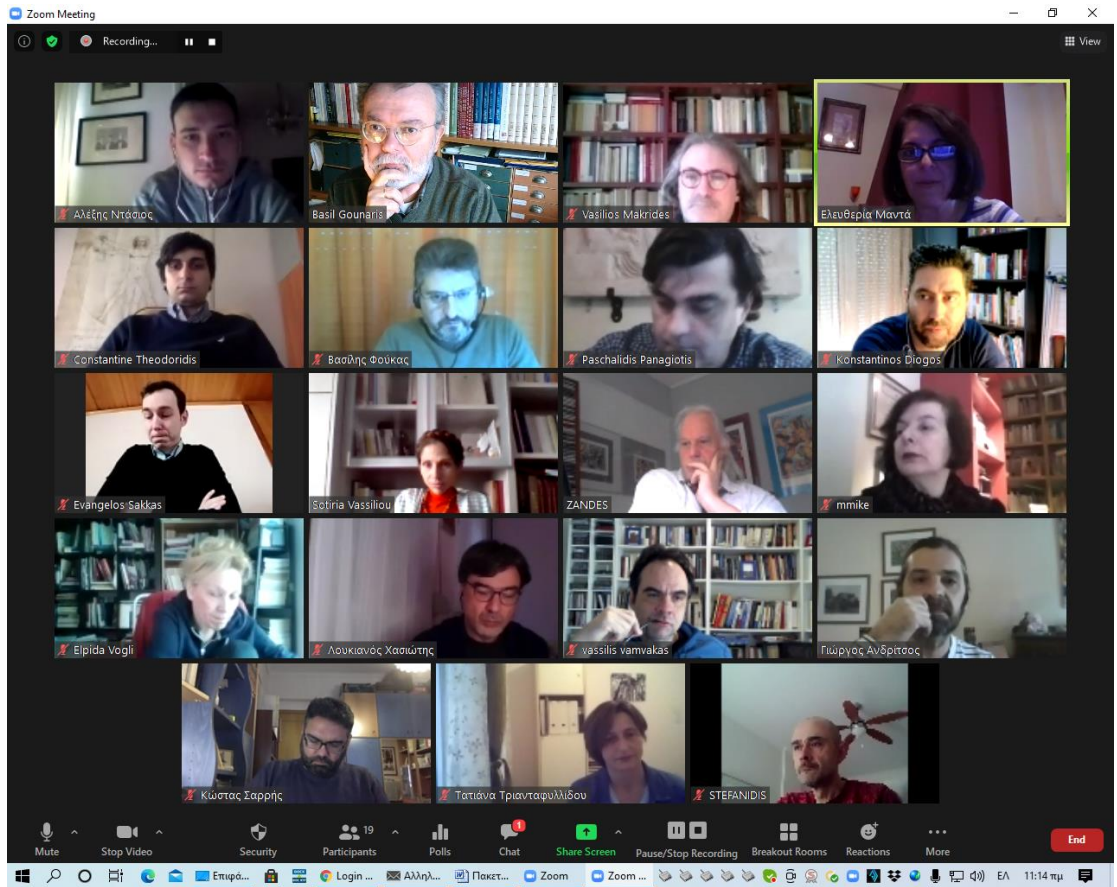 Zoom Meeting
Recording...
View
Αλέξης Ντάσιος
Basil Gounaris
Vasilios Makrides
Ελευθερία Μαντά
Constantine Theodoridis
Βασίλης Φούκας
Paschalidis Panagiotis
Konstantinos Diogos
Evangelos Sakkas
Sotiria Vassiliou
ZANDES
mmike
Elpida Vogli
Λουκιανός Χασιώτης
vassilis vamvakas
Γιώργος Ανδρίτσος
Κώστας Σαρρής
Τατιάνα Τριανταφυλλίδου
STEFANIDIS
19
1
Mute
Stop Video
Security
Participants
Polls
Chat
Share Screen
Pause/Stop Recording
Breakout Rooms
Reactions
More
End
Επιφά...
Login ...
Αλληλ...
Πακετ...
Zoom
Zoom ...
ΕΛ
11:14 πμ